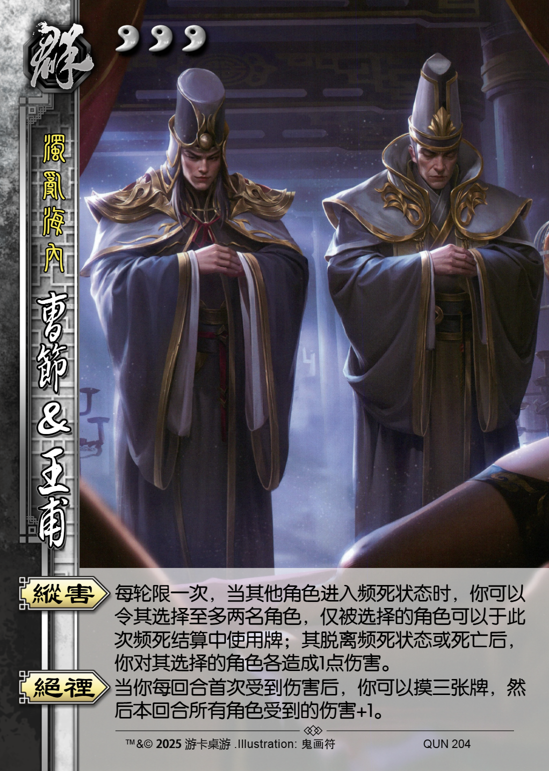 群
濁亂海內
曹節&王甫
縱害
每轮限一次，当其他角色进入频死状态时，你可以
令其选择至多两名角色，仅被选择的角色可以于此
次频死结算中使用牌；其脱离频死状态或死亡后，
你对其选择的角色各造成1点伤害。
絕禋
当你每回合首次受到伤害后，你可以摸三张牌，然
后本回合所有角色受到的伤害+1。
™&© 2025 游卡桌游 .Illustration: 鬼画符
QUN 204